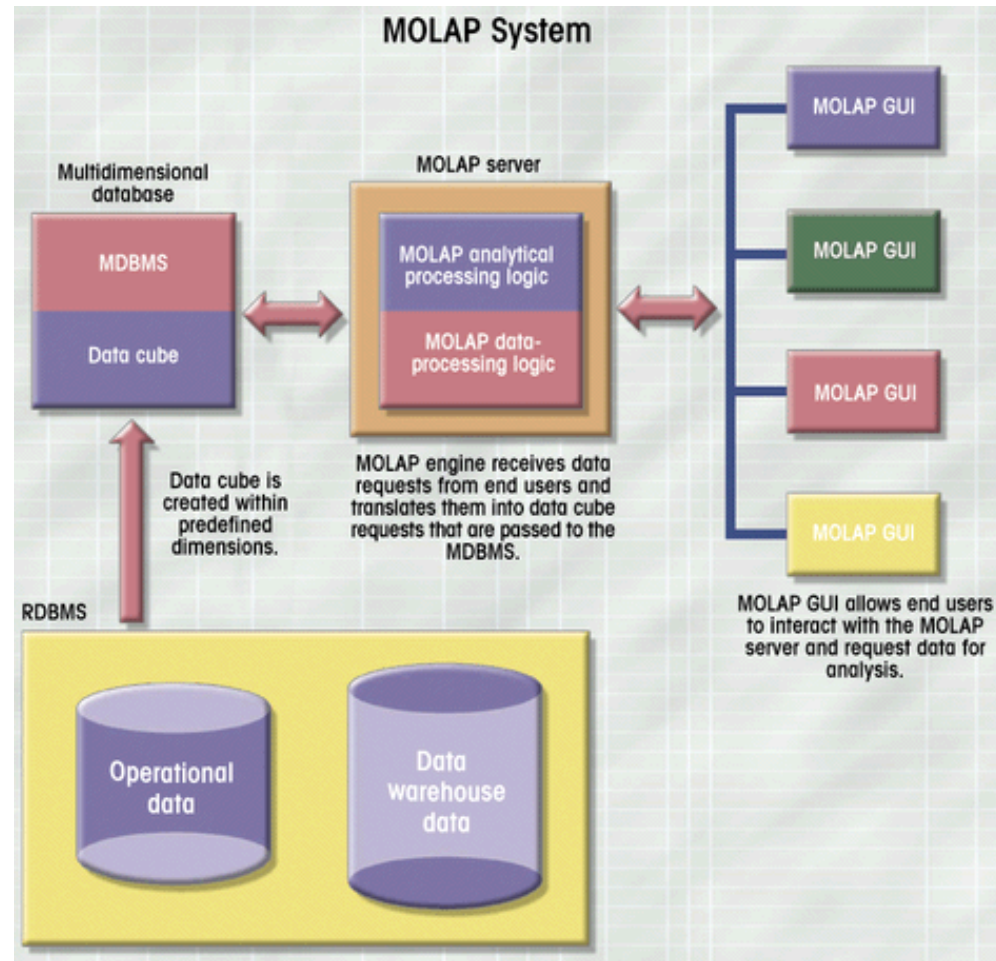 MOLAP System
Multidimensional
database
MDBMS
Data cube
MOLAP server
MOLAP analytical
processing logic
MOLAP data-
processing logic
MOLAP GUI
MOLAP GUI
MOLAP GUI
MOLAP GUI
Data cube is
created within
predefined
dimensions.
MOLAP engine receives data
requests from end users and
translates them into data cube
requests that are passed to the
MDBMS.
MOLAP GUI allows end users
to interact with the MOLAP
server and request data for
analysis.
RDBMS
Operational
data
Data
warehouse
data